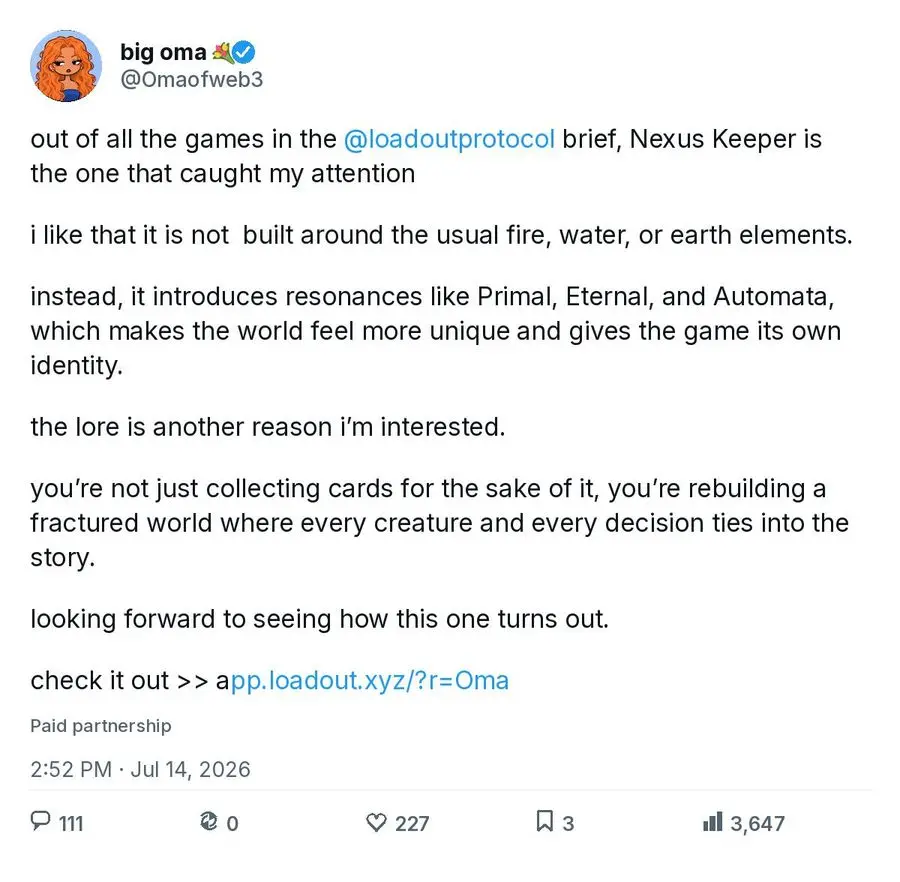 big oma
@Omaofweb3
out of all the games in the @loadoutprotocol brief, Nexus Keeper is
the one that caught my attention
i like that it is not  built around the usual fire, water, or earth elements.
instead, it introduces resonances like Primal, Eternal, and Automata,
which makes the world feel more unique and gives the game its own
identity.
the lore is another reason i’m interested.
you’re not just collecting cards for the sake of it, you’re rebuilding a
fractured world where every creature and every decision ties into the
story.
looking forward to seeing how this one turns out.
check it out >> app.loadout.xyz/?r=Oma
Paid partnership
2:52 PM · Jul 14, 2026
111 0 227 3 3,647